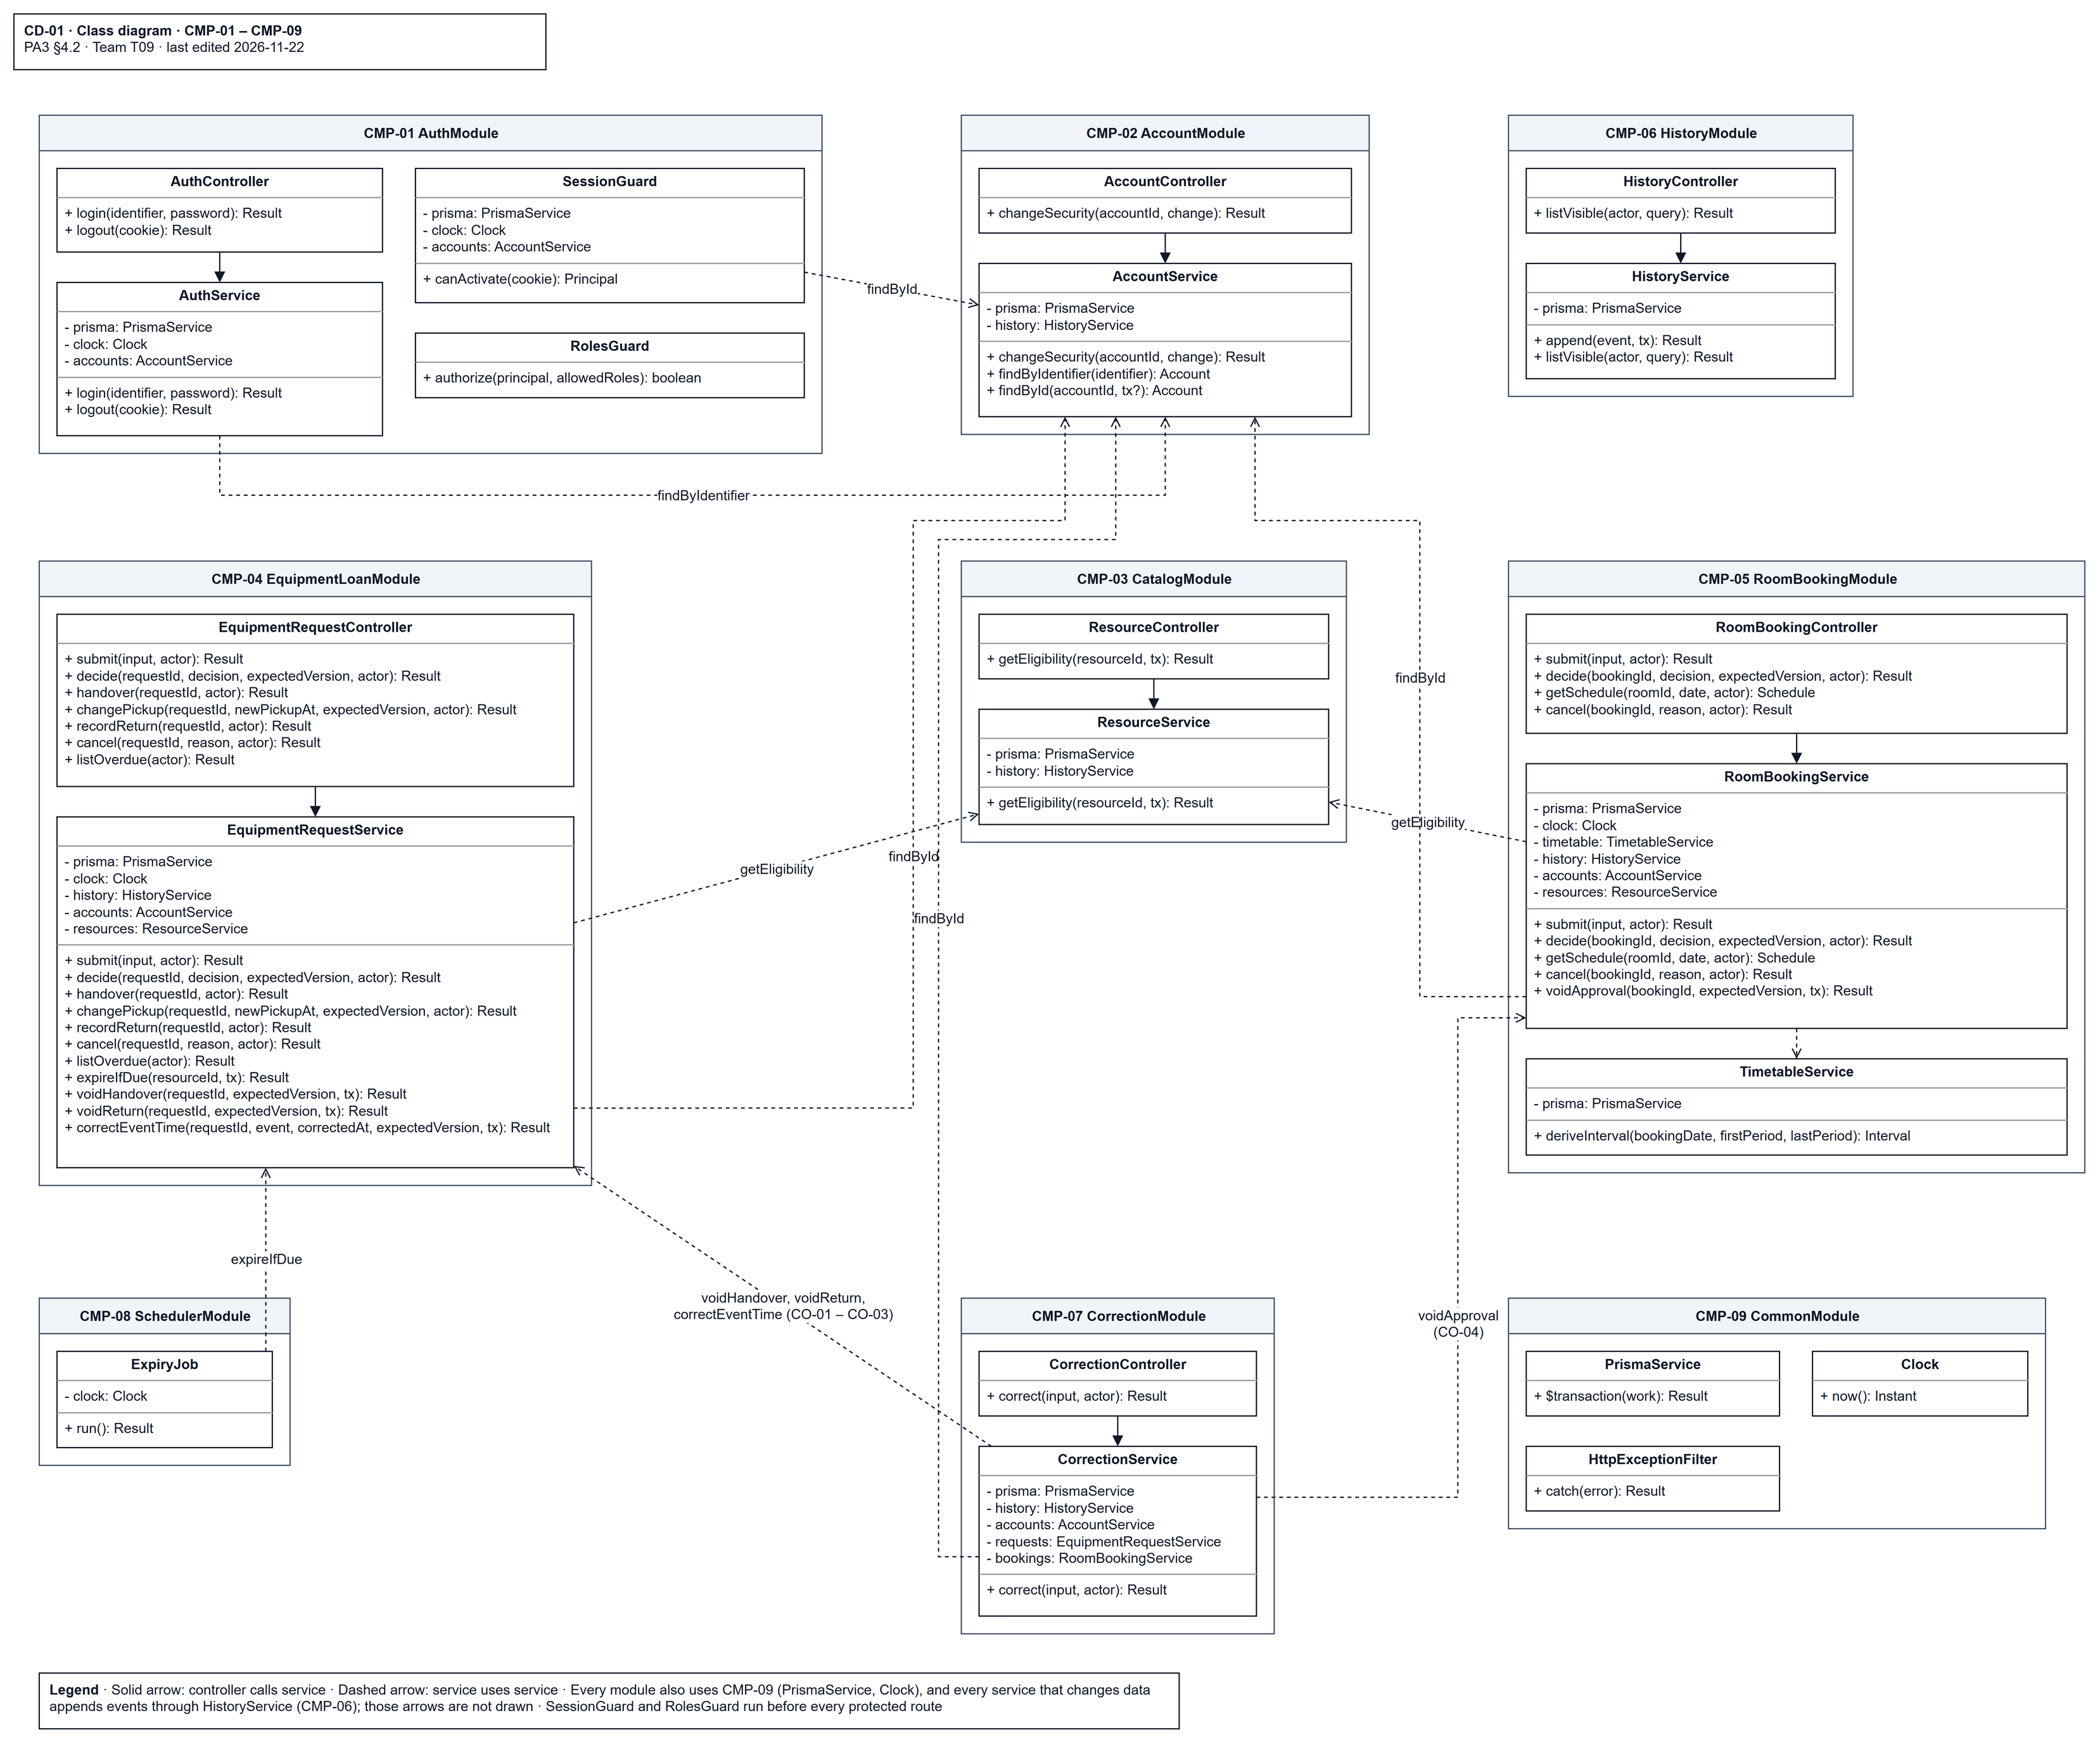 CD-01 · Class diagram · CMP-01 – CMP-09
PA3 §4.2 · Team T09 · last edited 2026-11-22
CMP-01 AuthModule
AuthController
+ login(identifier, password): Result
+ logout(cookie): Result
AuthService
- prisma: PrismaService
- clock: Clock
- accounts: AccountService
+ login(identifier, password): Result
+ logout(cookie): Result
SessionGuard
- prisma: PrismaService
- clock: Clock
- accounts: AccountService
+ canActivate(cookie): Principal
RolesGuard
+ authorize(principal, allowedRoles): boolean
findById
CMP-02 AccountModule
AccountController
+ changeSecurity(accountId, change): Result
AccountService
- prisma: PrismaService
- history: HistoryService
+ changeSecurity(accountId, change): Result
+ findByIdentifier(identifier): Account
+ findById(accountId, tx?): Account
CMP-06 HistoryModule
HistoryController
+ listVisible(actor, query): Result
HistoryService
- prisma: PrismaService
+ append(event, tx): Result
+ listVisible(actor, query): Result
findByIdentifier
CMP-04 EquipmentLoanModule
EquipmentRequestController
+ submit(input, actor): Result
+ decide(requestId, decision, expectedVersion, actor): Result
+ handover(requestId, actor): Result
+ changePickup(requestId, newPickupAt, expectedVersion, actor): Result
+ recordReturn(requestId, actor): Result
+ cancel(requestId, reason, actor): Result
+ listOverdue(actor): Result
EquipmentRequestService
- prisma: PrismaService
- clock: Clock
- history: HistoryService
- accounts: AccountService
- resources: ResourceService
+ submit(input, actor): Result
+ decide(requestId, decision, expectedVersion, actor): Result
+ handover(requestId, actor): Result
+ changePickup(requestId, newPickupAt, expectedVersion, actor): Result
+ recordReturn(requestId, actor): Result
+ cancel(requestId, reason, actor): Result
+ listOverdue(actor): Result
+ expireIfDue(resourceId, tx): Result
+ voidHandover(requestId, expectedVersion, tx): Result
+ voidReturn(requestId, expectedVersion, tx): Result
+ correctEventTime(requestId, event, correctedAt, expectedVersion, tx): Result
getEligibility
findById
findById
CMP-03 CatalogModule
ResourceController
+ getEligibility(resourceId, tx): Result
ResourceService
- prisma: PrismaService
- history: HistoryService
+ getEligibility(resourceId, tx): Result
findById
getEligibility
CMP-05 RoomBookingModule
RoomBookingController
+ submit(input, actor): Result
+ decide(bookingId, decision, expectedVersion, actor): Result
+ getSchedule(roomId, date, actor): Schedule
+ cancel(bookingId, reason, actor): Result
RoomBookingService
- prisma: PrismaService
- clock: Clock
- timetable: TimetableService
- history: HistoryService
- accounts: AccountService
- resources: ResourceService
+ submit(input, actor): Result
+ decide(bookingId, decision, expectedVersion, actor): Result
+ getSchedule(roomId, date, actor): Schedule
+ cancel(bookingId, reason, actor): Result
+ voidApproval(bookingId, expectedVersion, tx): Result
TimetableService
- prisma: PrismaService
+ deriveInterval(bookingDate, firstPeriod, lastPeriod): Interval
expireIfDue
CMP-08 SchedulerModule
ExpiryJob
- clock: Clock
+ run(): Result
voidHandover, voidReturn,
correctEventTime (CO-01 – CO-03)
CMP-07 CorrectionModule
CorrectionController
+ correct(input, actor): Result
CorrectionService
- prisma: PrismaService
- history: HistoryService
- accounts: AccountService
- requests: EquipmentRequestService
- bookings: RoomBookingService
+ correct(input, actor): Result
voidApproval
(CO-04)
CMP-09 CommonModule
PrismaService
+ $transaction(work): Result
Clock
+ now(): Instant
HttpExceptionFilter
+ catch(error): Result
Legend · Solid arrow: controller calls service · Dashed arrow: service uses service · Every module also uses CMP-09 (PrismaService, Clock), and every service that changes data
appends events through HistoryService (CMP-06); those arrows are not drawn · SessionGuard and RolesGuard run before every protected route